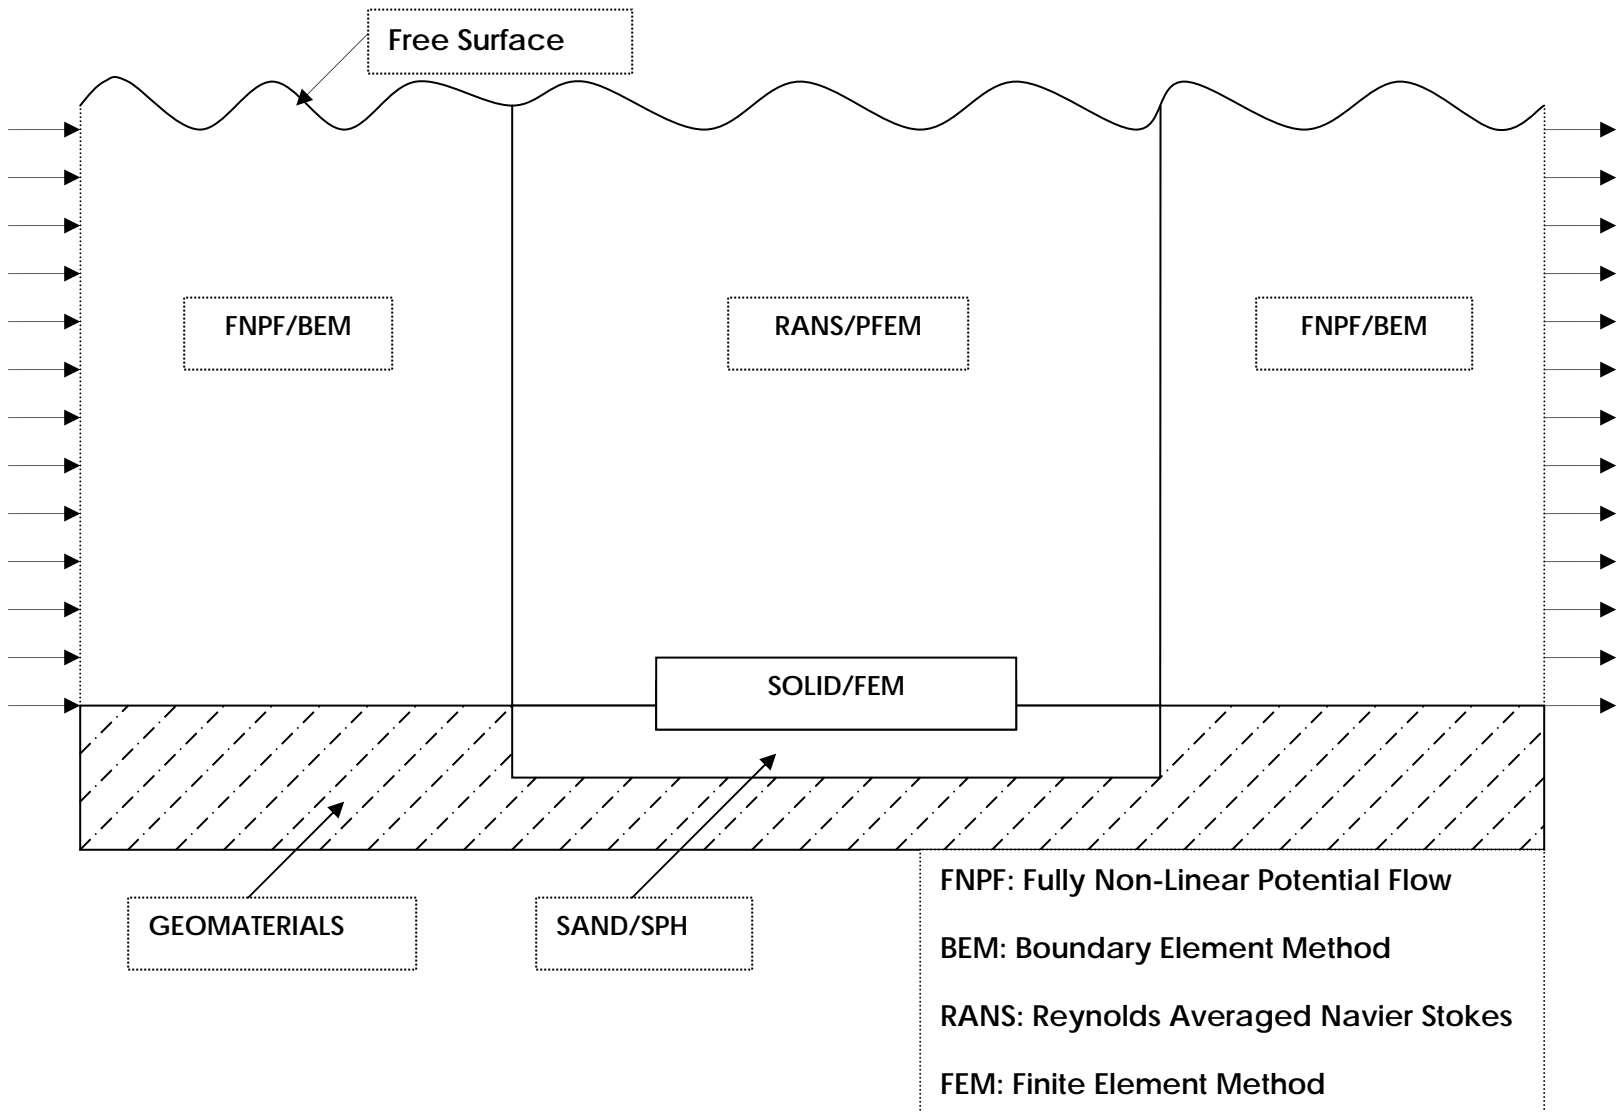 Free Surface
FNPF/BEM
RANS/PFEM
FNPF/BEM
SOLID/FEM
GEOMATERIALS
SAND/SPH
FNPF: Fully Non-Linear Potential Flow
BEM: Boundary Element Method
RANS: Reynolds Averaged Navier Stokes
FEM: Finite Element Method